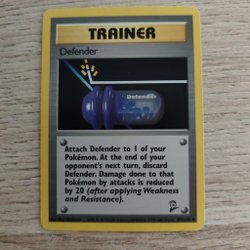 TRAINER
Defender
Defender
Attach Defender to 1 of your
Pokémon. At the end of your
opponent's next turn, discard
Defender. Damage done to that
Pokémon by attacks is reduced
by 20 (after applying Weakness
and Resistance).